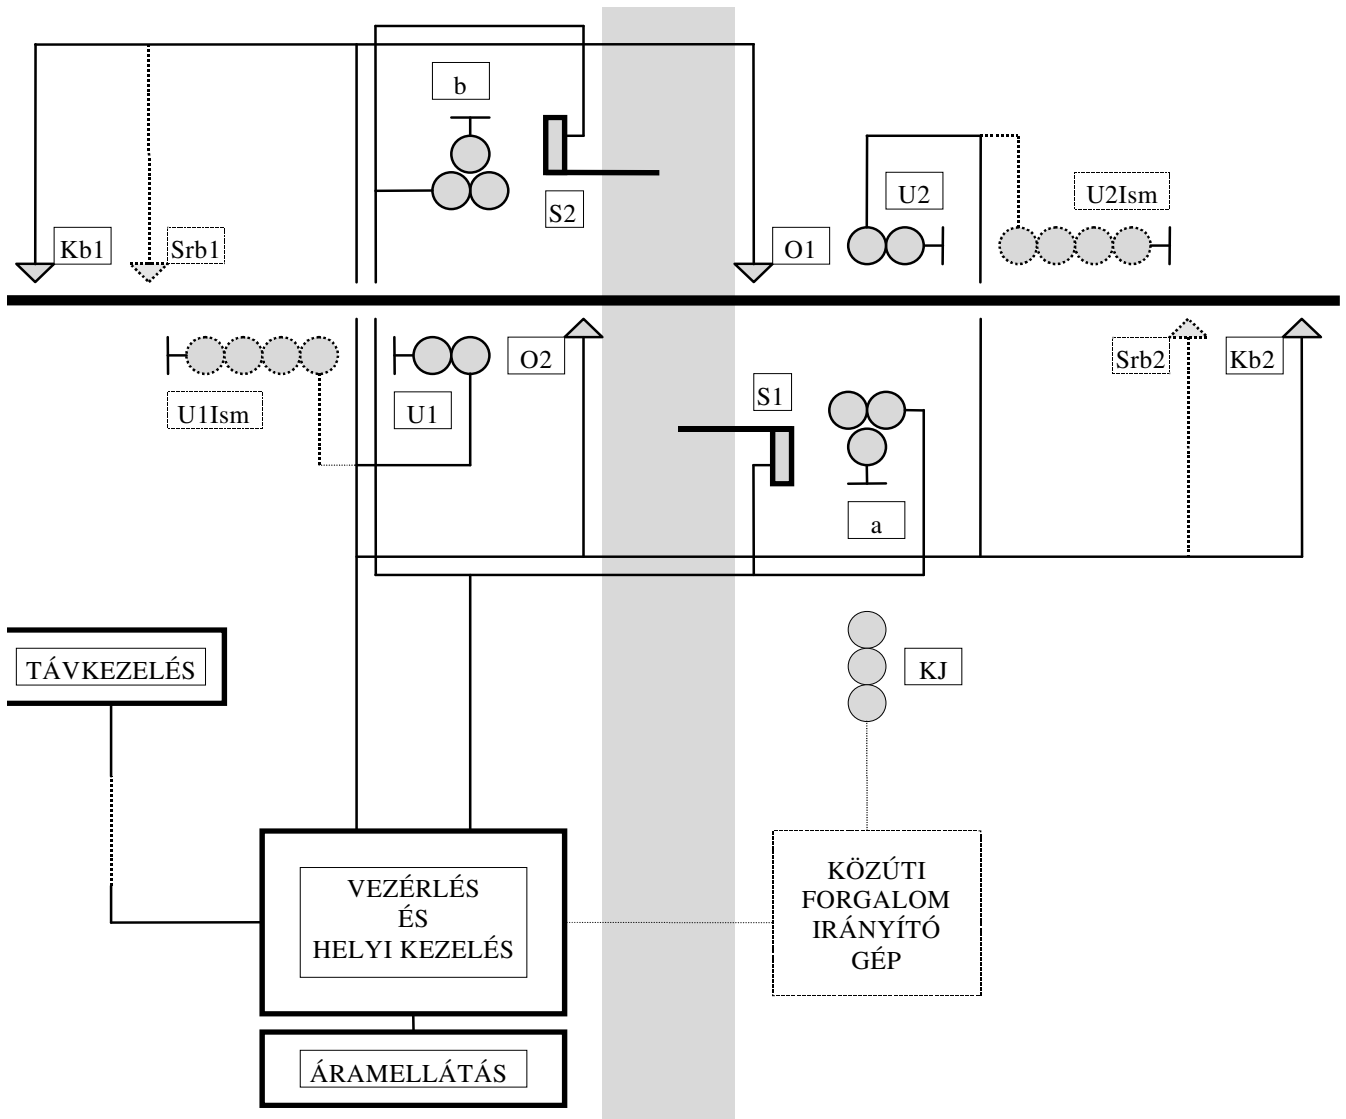 b
S2
U2
U2Ism
Kb1
Srb1
O1
O2
Srb2
Kb2
U1Ism
U1
S1
a
TÁVKEZELÉS
KJ
VEZÉRLÉS
ÉS
HELYI KEZELÉS
KÖZÚTI
FORGALOM
IRÁNYÍTÓ
GÉP
ÁRAMELLÁTÁS